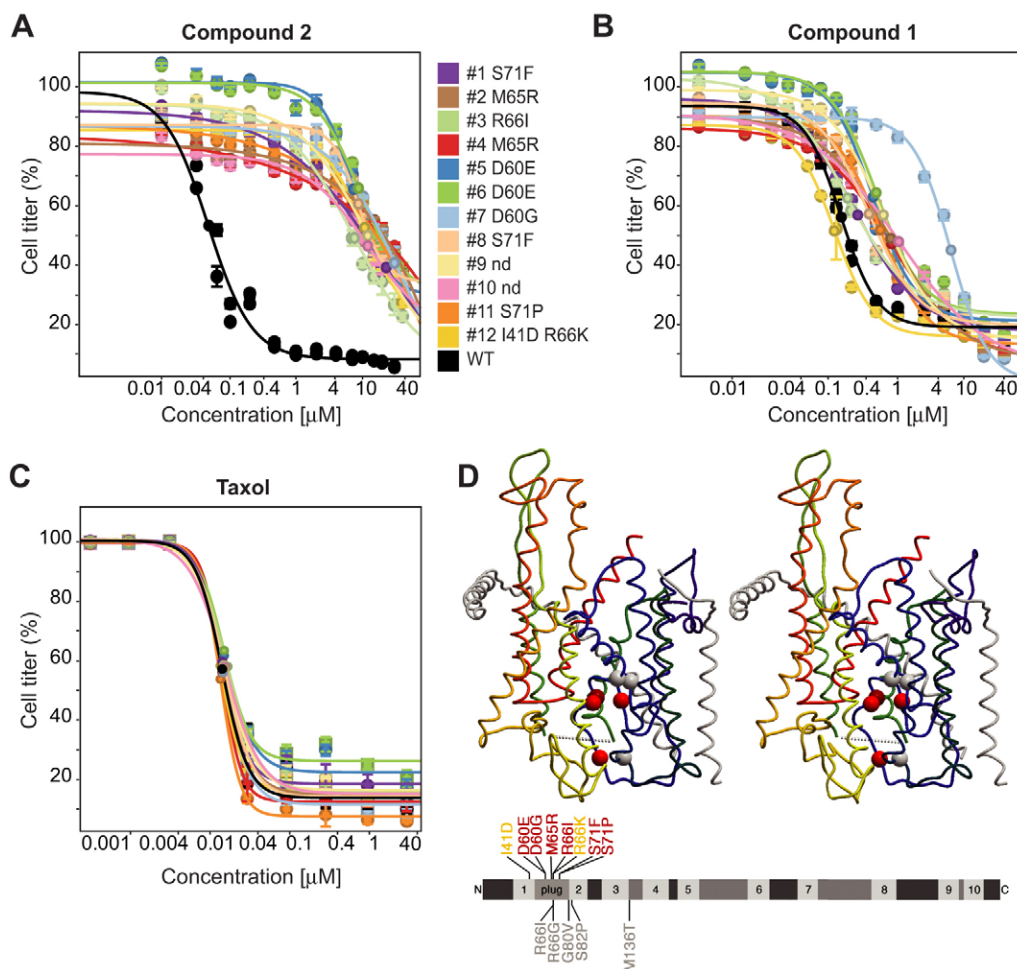 A
Compound 2
B
Compound 1
Cell titer (%)
100
80
60
40
20
0.01
0.04
0.1
0.4
1
4
10
40
Concentration [µM]
#1 S71F
#2 M65R
#3 R66I
#4 M65R
#5 D60E
#6 D60E
#7 D60G
#8 S71F
#9 nd
#10 nd
#11 S71P
#12 I41D R66K
WT
Cell titer (%)
100
80
60
40
20
0.01
0.04
0.1
0.4
1
4
10
40
Concentration [µM]
C
Taxol
D
Cell titer (%)
100
80
60
40
20
0.001
0.004
0.01
0.04
0.1
0.4
1
4
10
40
Concentration [µM]
I41D
D60E
D60G
M65R
R66I
R66K
S71F
S71P
N
1
plug
2
3
4
5
6
7
8
9
10
C
R66I
R66G
G80V
S82P
M136T